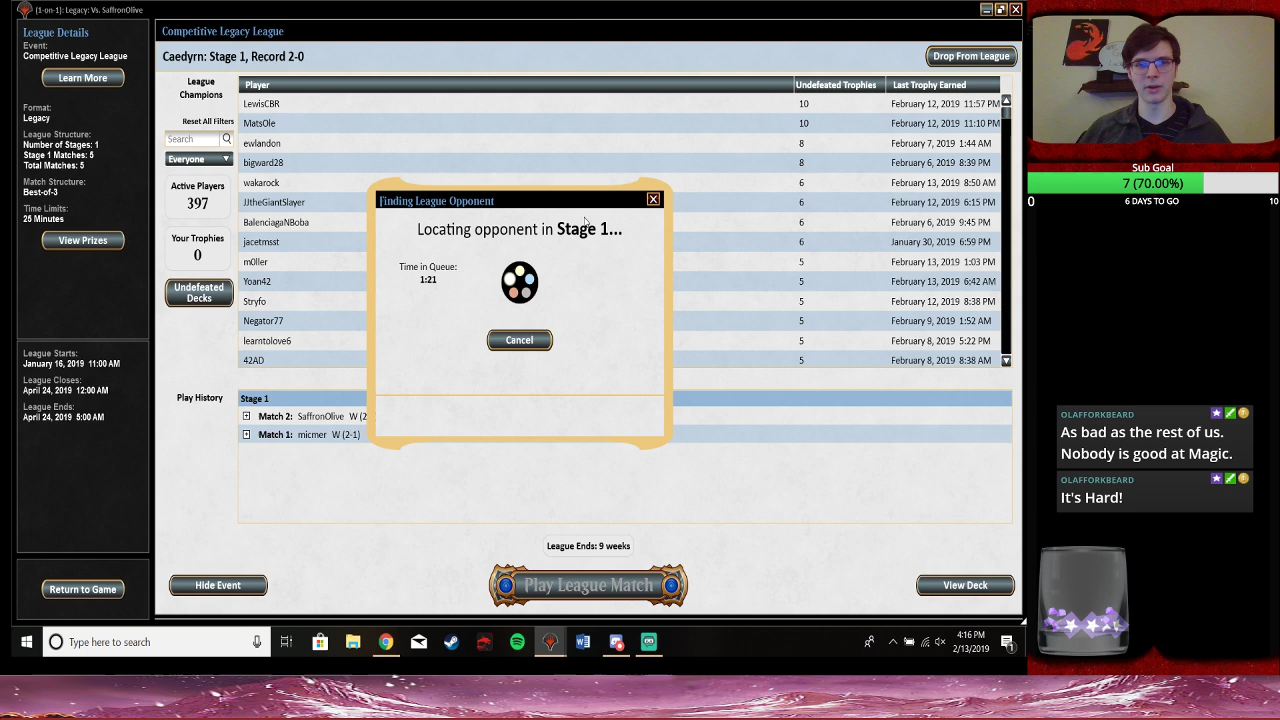 (1-on-1): Legacy: Vs. SaffronOlive
League Details
Event:
Competitive Legacy League
Learn More
Format:
Legacy
League Structure:
Number of Stages: 1
Stage 1 Matches: 5
Total Matches: 5
Match Structure:
Best-of-3
Time Limits:
25 Minutes
View Prizes
League Starts:
January 16, 2019 11:00 AM
League Closes:
April 24, 2019 12:00 AM
League Ends:
April 24, 2019 5:00 AM
Return to Game
Competitive Legacy League
Caedyrn: Stage 1, Record 2-0
Drop From League
League Champions
Reset All Filters
Search
Everyone
Active Players
397
Your Trophies
0
Undefeated Decks
Player Undefeated Trophies Last Trophy Earned
LewisCBR 10 February 12, 2019 11:57 PM
MatsOle 10 February 12, 2019 11:10 PM
ewlandon 8 February 7, 2019 1:44 AM
bigward28 8 February 6, 2019 8:39 PM
wakarock 6 February 13, 2019 8:50 AM
JJtheGiantSlayer 6 February 12, 2019 6:15 PM
BalenciagaNBoba 6 February 6, 2019 9:45 PM
jacetmsst 6 January 30, 2019 6:59 PM
m0ller 5 February 13, 2019 1:03 PM
Yoan42 5 February 13, 2019 6:42 AM
Stryfo 5 February 12, 2019 8:38 PM
Negator77 5 February 9, 2019 1:52 AM
learntolove6 5 February 8, 2019 5:22 PM
42AD 5 February 8, 2019 8:38 AM
Finding League Opponent
Locating opponent in Stage 1...
Time in Queue:
1:21
Cancel
Play History
Stage 1
Match 2: SaffronOlive W (2
Match 1: micmer W (2-1)
League Ends: 9 weeks
Hide Event
Play League Match
View Deck
Type here to search
4:16 PM
2/13/2019
1
Sub Goal
7 (70.00%)
0 6 DAYS TO GO 10
OLAFFORKBEARD
As bad as the rest of us.
Nobody is good at Magic.
OLAFFORKBEARD
It's Hard!